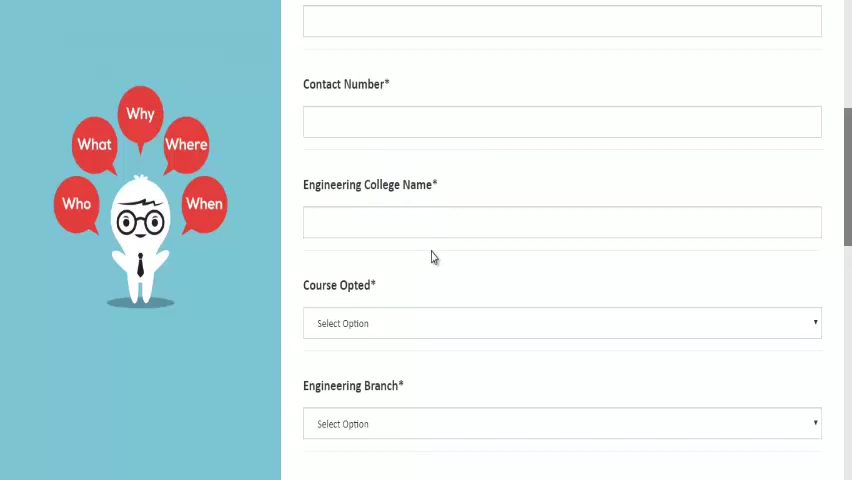 Why
What
Where
Who
When
Contact Number*
Engineering College Name*
Course Opted*
Select Option
Engineering Branch*
Select Option